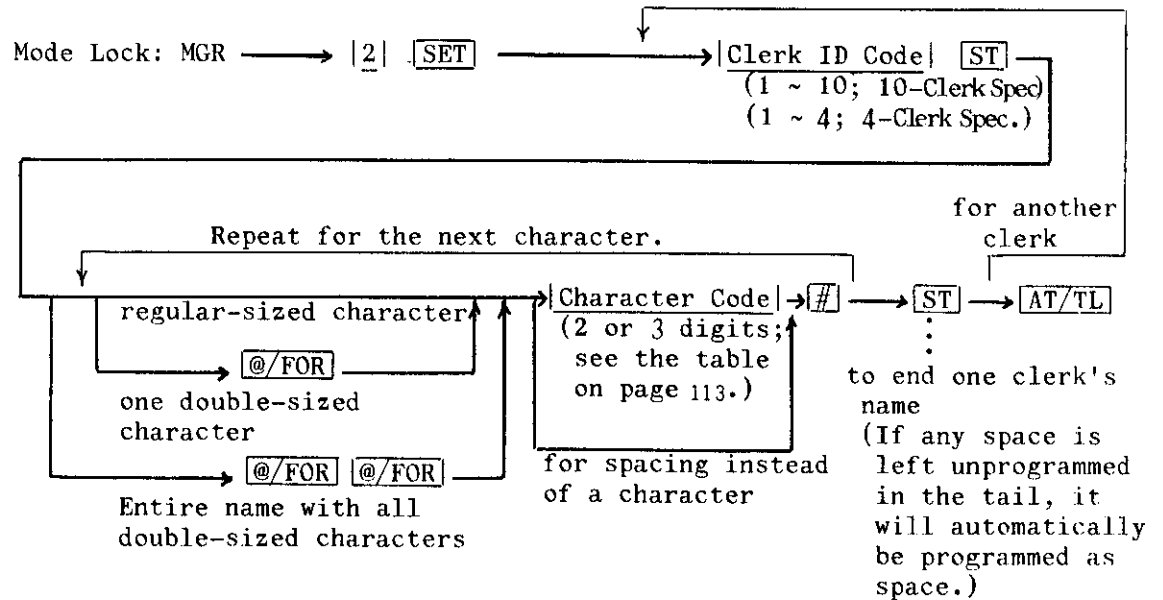 Mode Lock: MGR → |2| [SET] → |Clerk ID Code| [ST]
(1 ~ 10; 10-Clerk Spec)
(1 ~ 4; 4-Clerk Spec.)
for another
clerk
Repeat for the next character.
regular-sized character
|Character Code| → [#] → [ST] → [AT/TL]
(2 or 3 digits;
see the table
on page 113.)
[@/FOR]
one double-sized
character
[@/FOR] [@/FOR]
Entire name with all
double-sized characters
for spacing instead
of a character
to end one clerk's
name
(If any space is
left unprogrammed
in the tail, it
will automatically
be programmed as
space.)